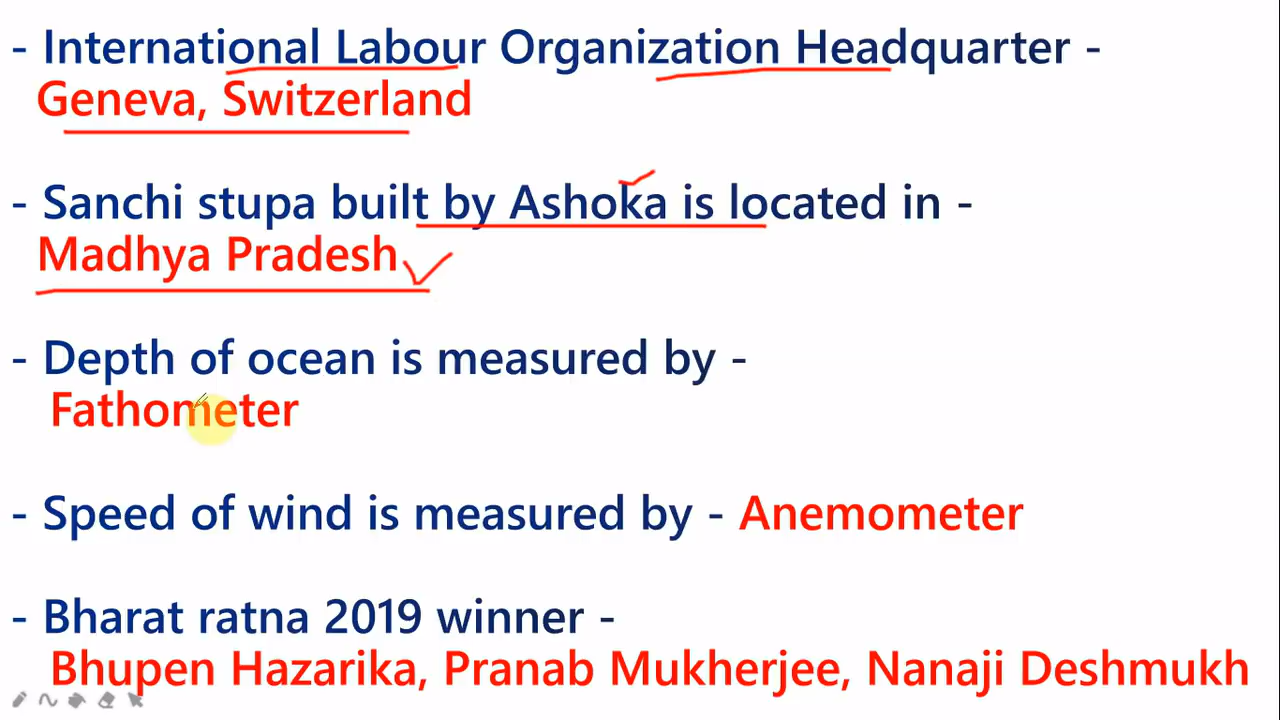 - International Labour Organization Headquarter -
Geneva, Switzerland
- Sanchi stupa built by Ashoka is located in -
Madhya Pradesh
- Depth of ocean is measured by -
Fathometer
- Speed of wind is measured by - Anemometer
- Bharat ratna 2019 winner -
Bhupen Hazarika, Pranab Mukherjee, Nanaji Deshmukh